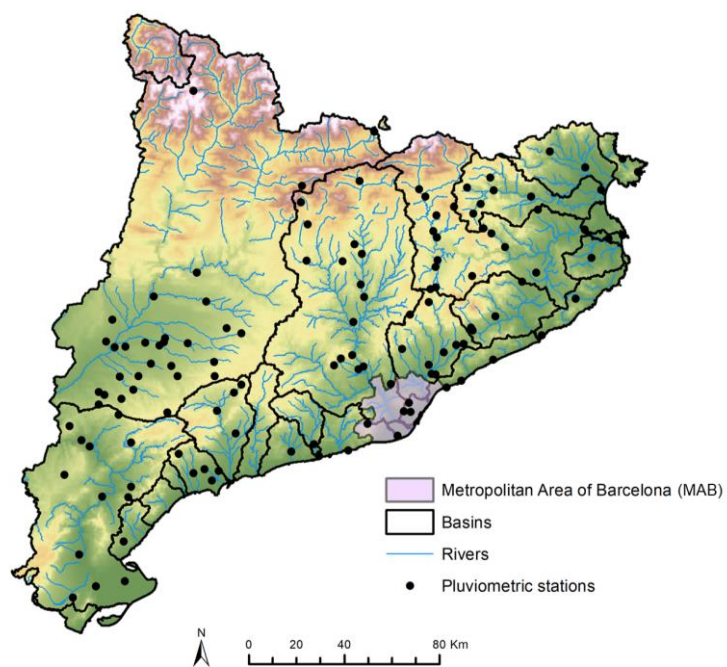 Metropolitan Area of Barcelona (MAB)
Basins
Rivers
Pluviometric stations
N
0 20 40 80 Km